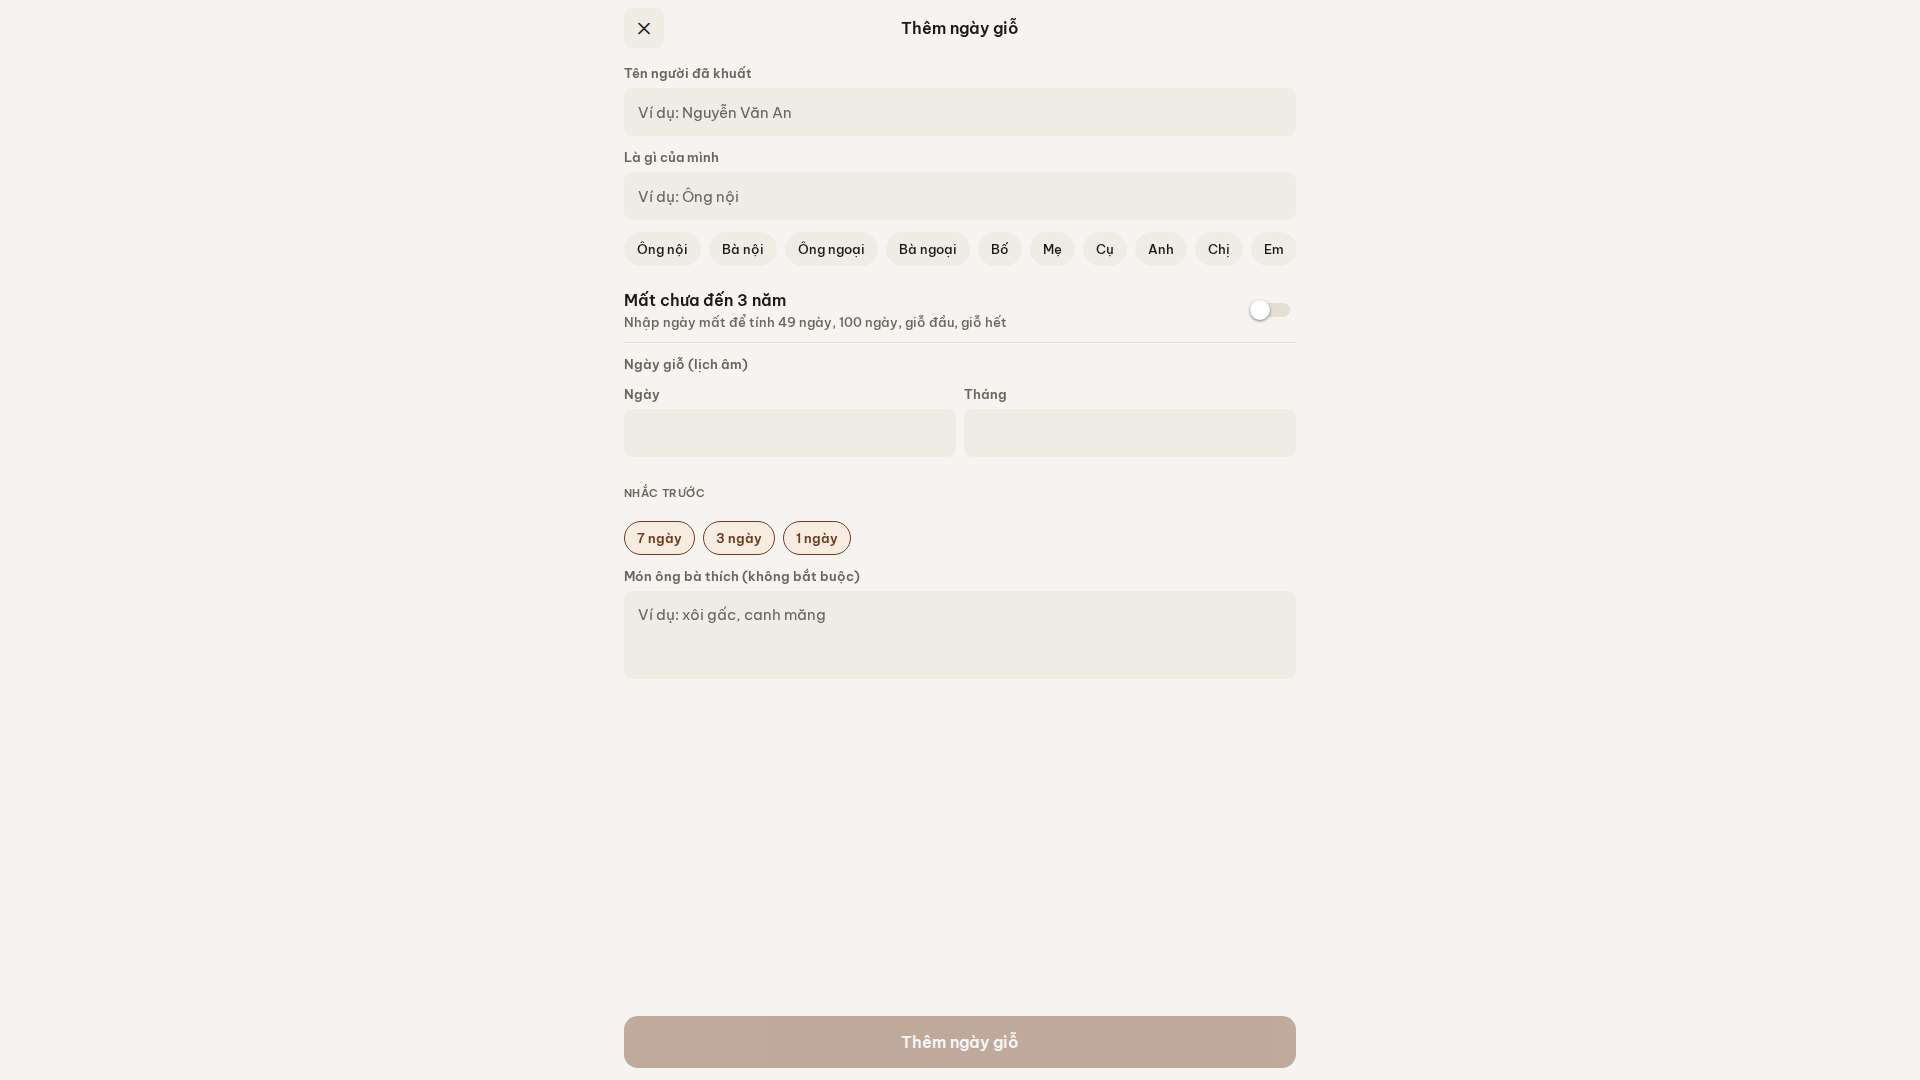 Thêm ngày giỗ
Tên người đã khuất
Ví dụ: Nguyễn Văn An
Là gì của mình
Ví dụ: Ông nội
Ông nội Bà nội Ông ngoại Bà ngoại Bố Mẹ Cụ Anh Chị Em
Mất chưa đến 3 năm
Nhập ngày mất để tính 49 ngày, 100 ngày, giỗ đầu, giỗ hết
Ngày giỗ (lịch âm)
Ngày Tháng
NHẮC TRƯỚC
7 ngày 3 ngày 1 ngày
Món ông bà thích (không bắt buộc)
Ví dụ: xôi gấc, canh măng
Thêm ngày giỗ